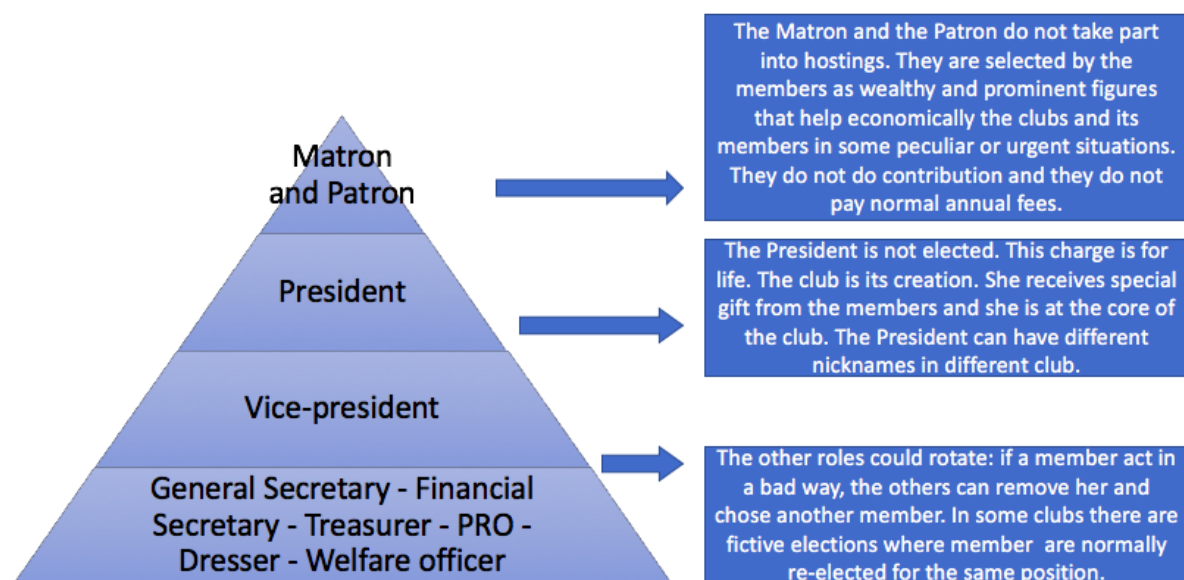 Matron
and Patron
The Matron and the Patron do not take part
into hostings. They are selected by the
members as wealthy and prominent figures
that help economically the clubs and its
members in some peculiar or urgent situations.
They do not do contribution and they do not
pay normal annual fees.
President
The President is not elected. This charge is for
life. The club is its creation. She receives special
gift from the members and she is at the core of
the club. The President can have different
nicknames in different club.
Vice-president
General Secretary - Financial
Secretary - Treasurer - PRO -
Dresser - Welfare officer
The other roles could rotate: if a member act in
a bad way, the others can remove her and
chose another member. In some clubs there are
fictive elections where member are normally
re-elected for the same position.